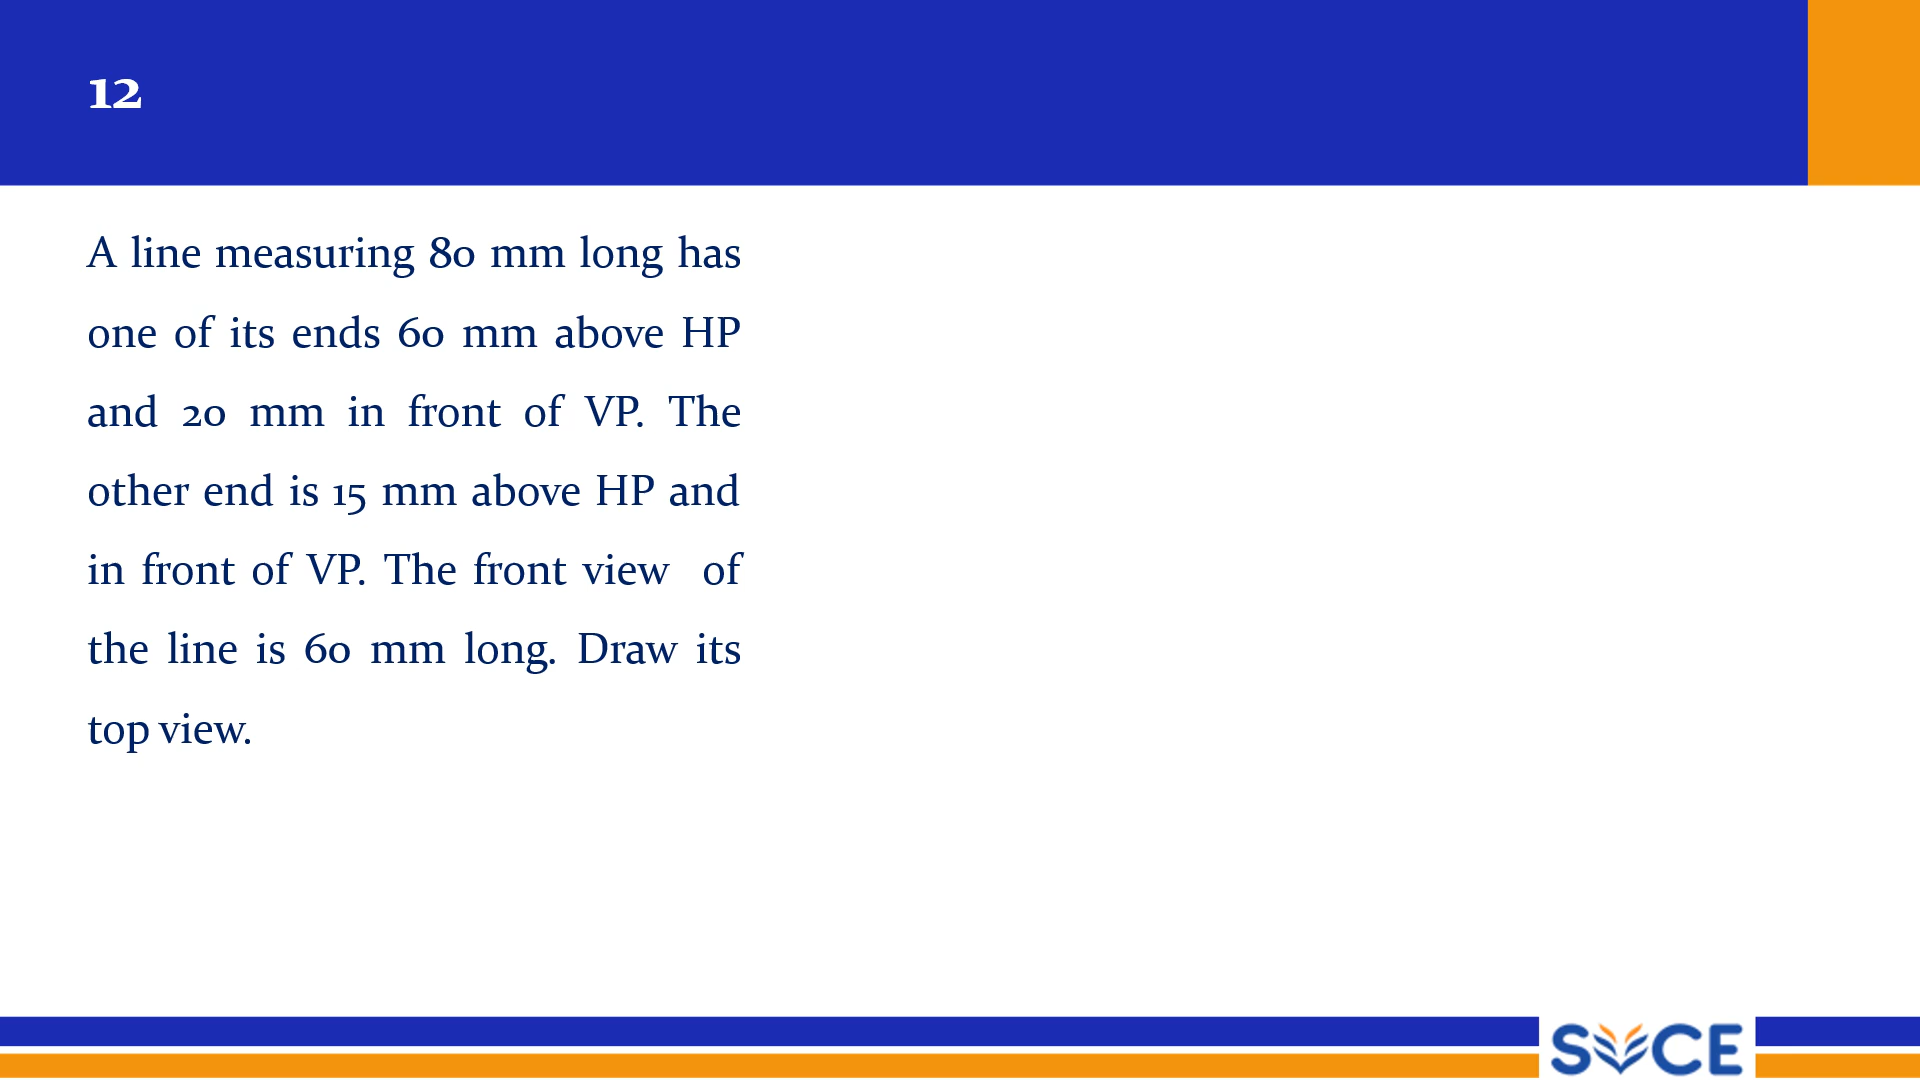 12
A line measuring 80 mm long has
one of its ends 60 mm above HP
and 20 mm in front of VP. The
other end is 15 mm above HP and
in front of VP. The front view of
the line is 60 mm long. Draw its
top view.
SVCE